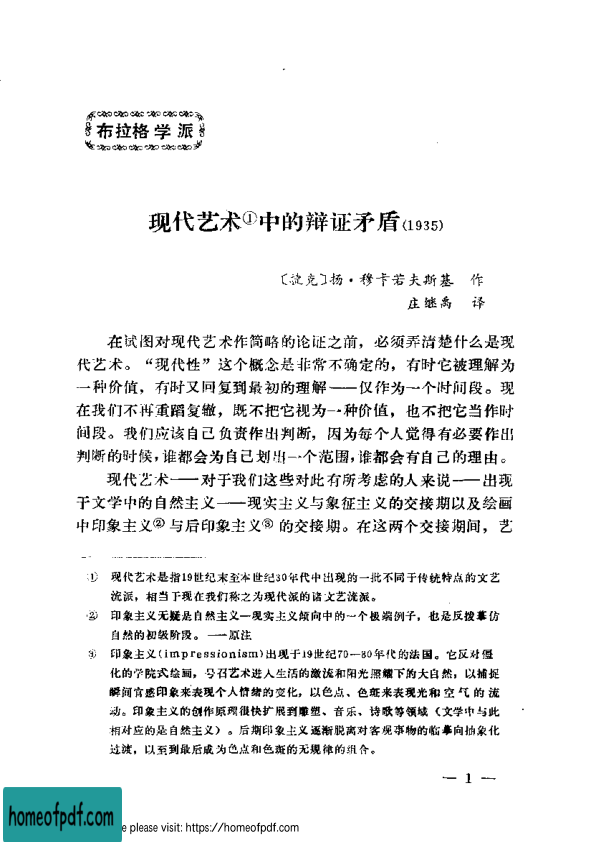 布拉格学派
现代艺术①中的辩证矛盾(1935)
〔捷克〕扬·穆卡若夫斯基 作
庄继禹 译
在试图对现代艺术作简略的论证之前，必须弄清楚什么是现
代艺术。“现代性”这个概念是非常不确定的，有时它被理解为
一种价值，有时又回复到最初的理解——仅作为一个时间段。现
在我们不再重蹈复辙，既不把它视为一种价值，也不把它当作时
间段。我们应该自己负责作出判断，因为每个人觉得有必要作出
判断的时候，谁都会为自己划出一个范围，谁都会有自己的理由。
现代艺术——对于我们这些对此有所考虑的人来说——出现
于文学中的自然主义——现实主义与象征主义的交接期以及绘画
中印象主义②与后印象主义③的交接期。在这两个交接期间，艺
① 现代艺术是指19世纪末至本世纪30年代中出现的一批不同于传统特点的文艺
流派，相当于现在我们称之为现代派的诸文艺流派。
② 印象主义无疑是自然主义—现实主义倾向中的一个极端例子，也是反拨摹仿
自然的初级阶段。——原注
③ 印象主义(impressionism)出现于19世纪70—80年代的法国。它反对僵
化的学院式绘画，号召艺术进入生活的激流和阳光照耀下的大自然，以捕捉
瞬间官感印象来表现个人情绪的变化，以色点、色斑来表现光和空气的流
动。印象主义的创作原理很快扩展到雕塑、音乐、诗歌等领域（文学中与此
相对应的是自然主义）。后期印象主义逐渐脱离对客观事物的临摹向抽象化
过渡，以至到最后成为色点和色斑的无规律的组合。
— 1 —
homeofpdf.com
e please visit: https://homeofpdf.com